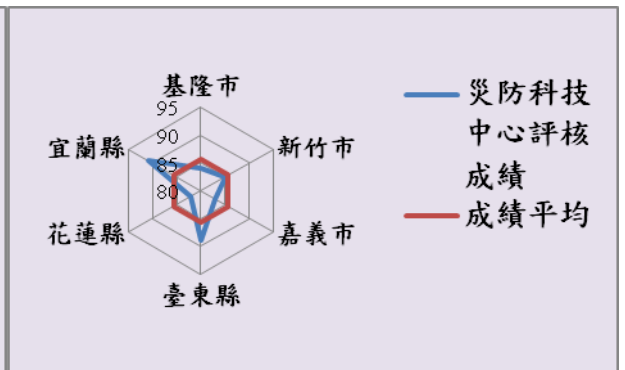 基隆市
95
90
宜蘭縣
新竹市
85
80
花蓮縣
嘉義市
臺東縣
災防科技
中心評核
成績
成績平均